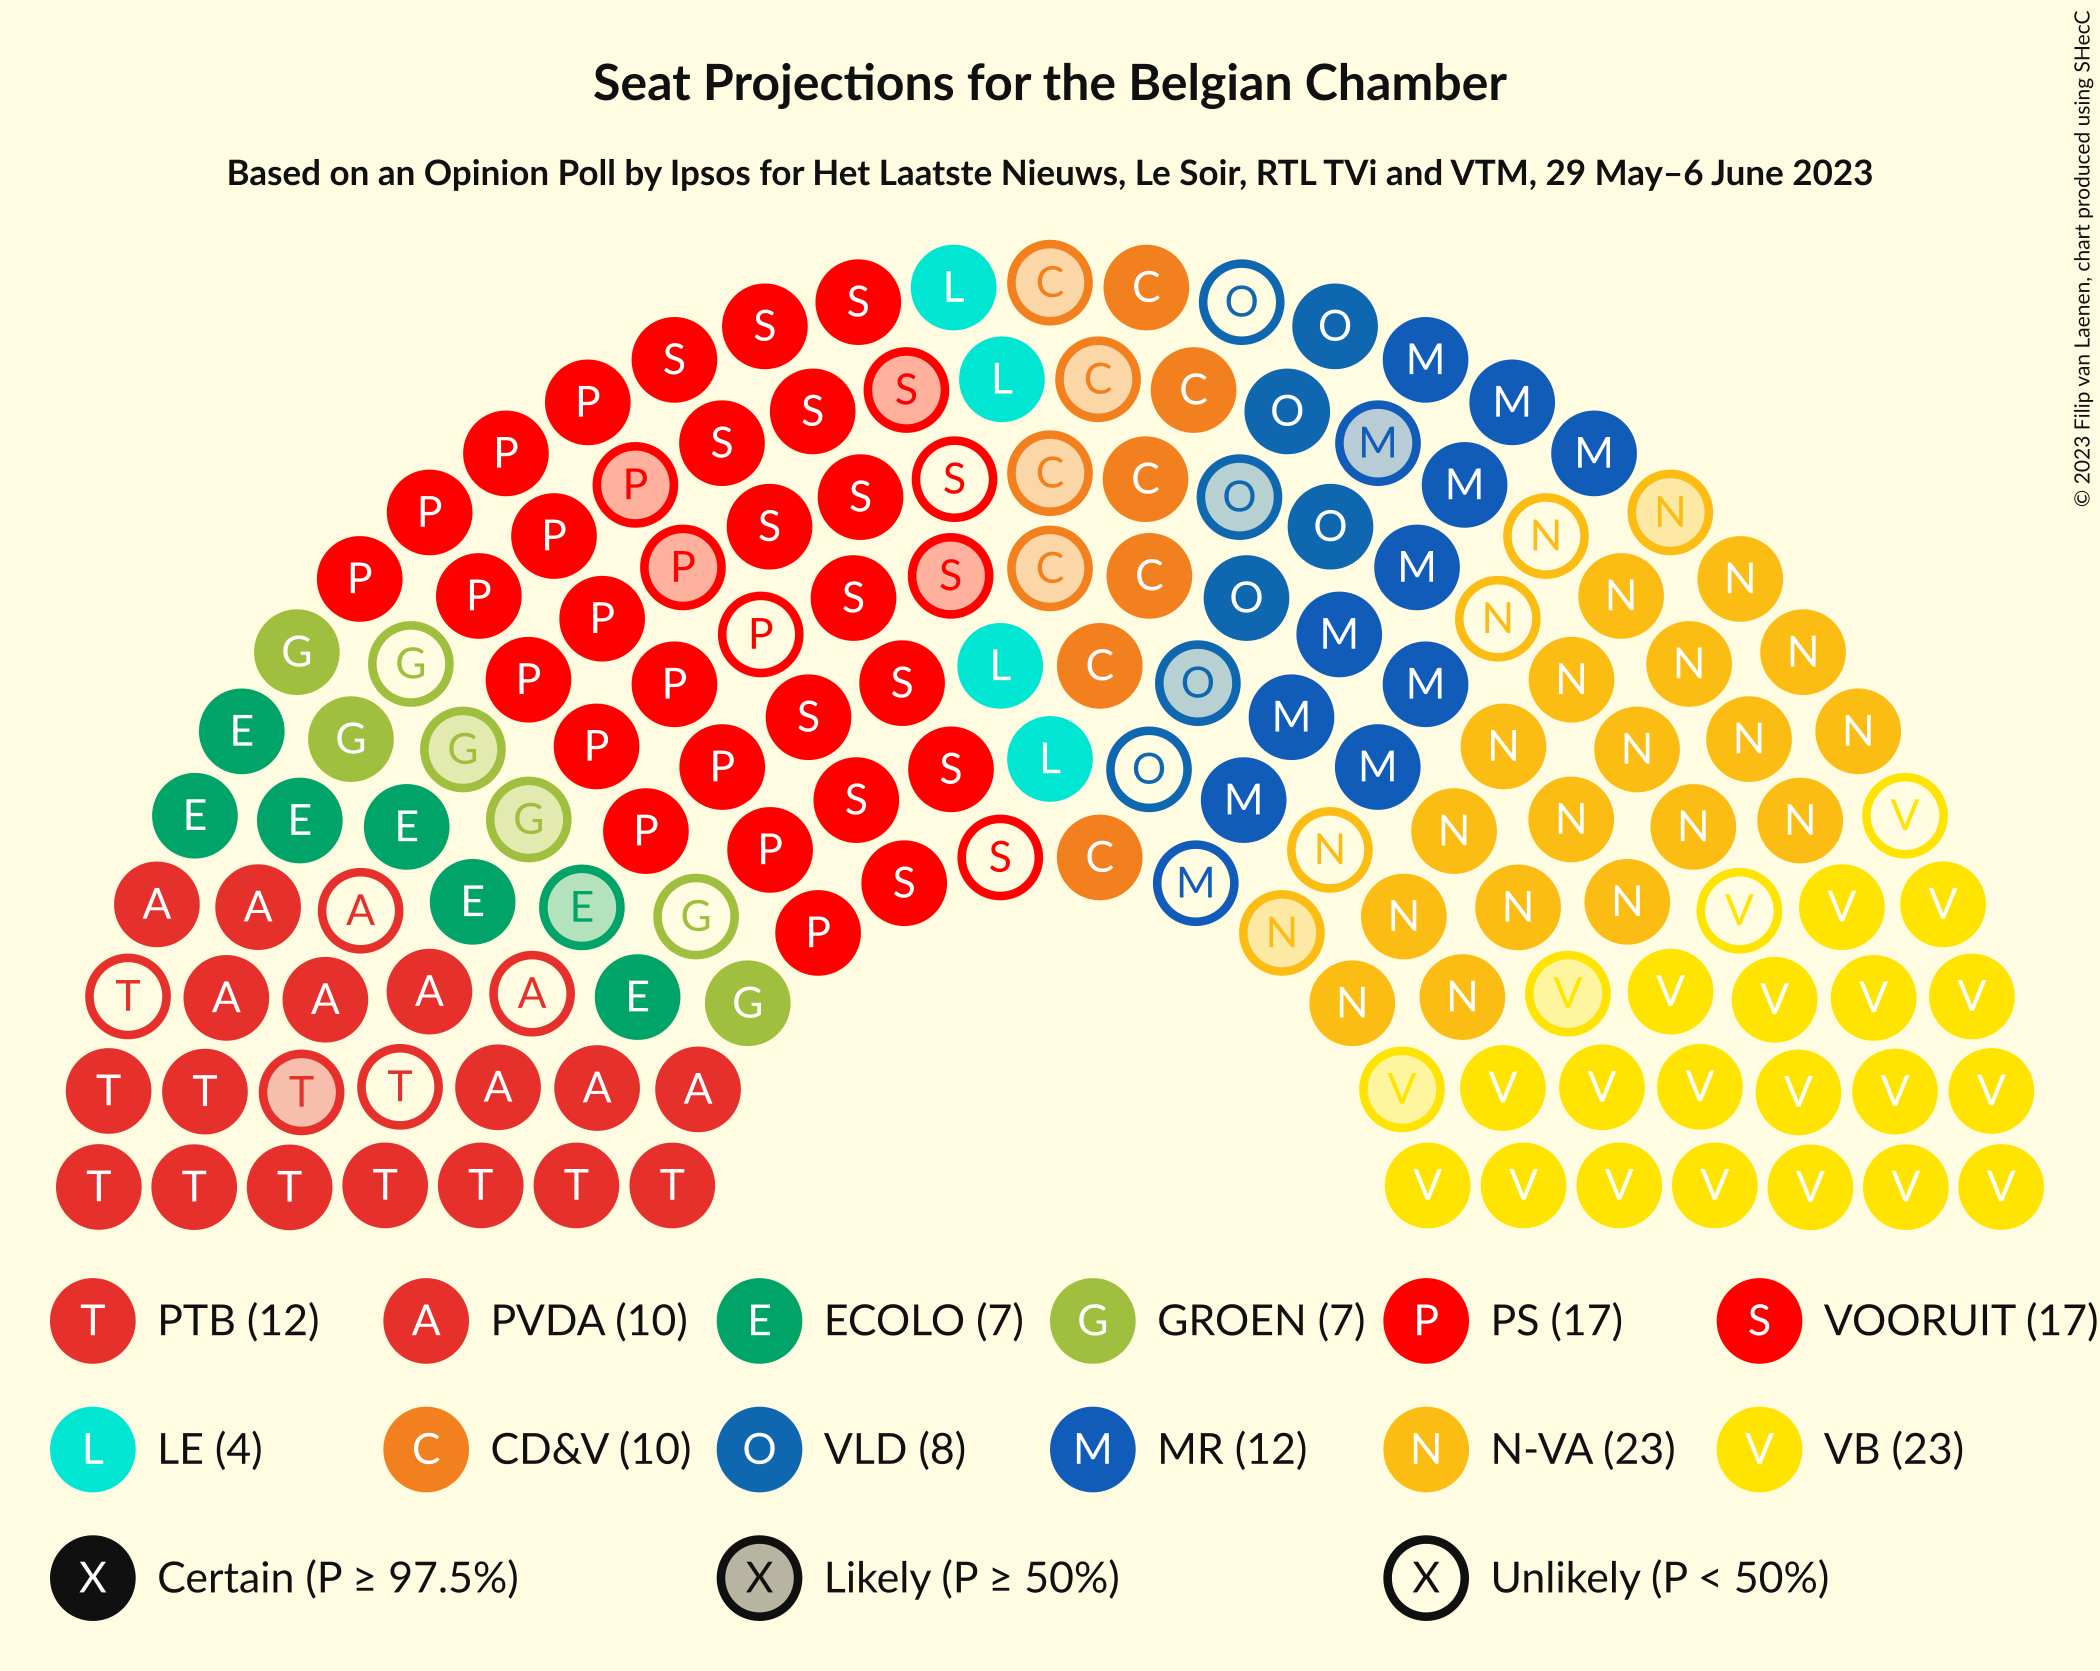 Seat Projections for the Belgian Chamber
Based on an Opinion Poll by Ipsos for Het Laatste Nieuws, Le Soir, RTL TVi and VTM, 29 May–6 June 2023
© 2023 Filip van Laenen, chart produced using SHecC
S L C C O
S O
S M
P S S L C C O M M
P P S S S C C O M M M N
P P P S S C C O M N N
P P P S O M N N N
G G P P S L C O M M N N N
E G G P P S S L O M M N N N N
E E E G P P S M N N N N N V
A A A E E G P S S C M N N N N N V V V
T A A A A E G P N N N V V V V V
T T T T A A A V V V V V V V
T T T T T T T V V V V V V V
T PTB (12) A PVDA (10) E ECOLO (7) G GROEN (7) P PS (17) S VOORUIT (17)
L LE (4) C CD&V (10) O VLD (8) M MR (12) N N-VA (23) V VB (23)
X Certain (P ≥ 97.5%) X Likely (P ≥ 50%) X Unlikely (P < 50%)